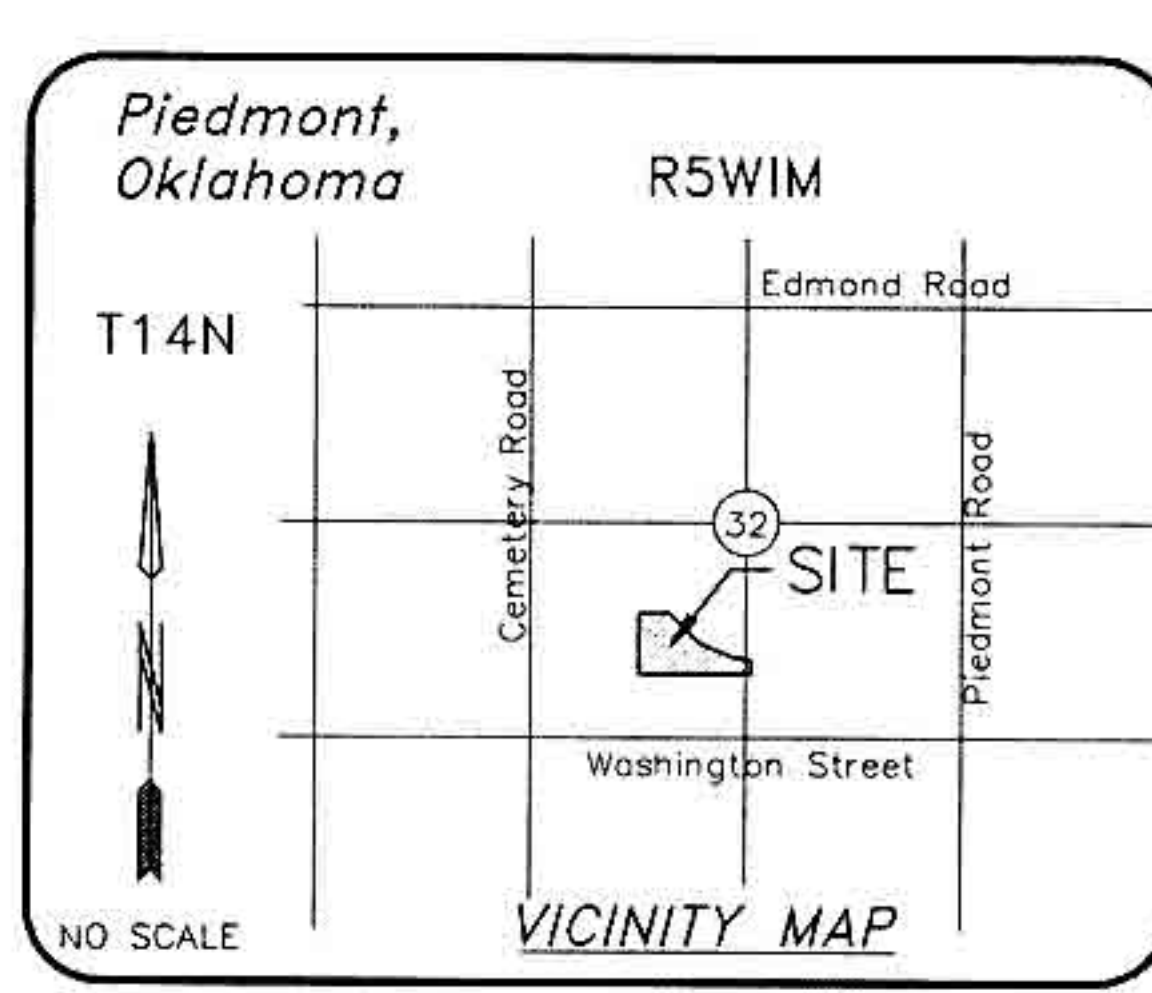 Piedmont,
Oklahoma
R5WIM
Edmond Road
T14N
Cemetery Road
32
SITE
Piedmont Road
N
Washington Street
VICINITY MAP
NO SCALE